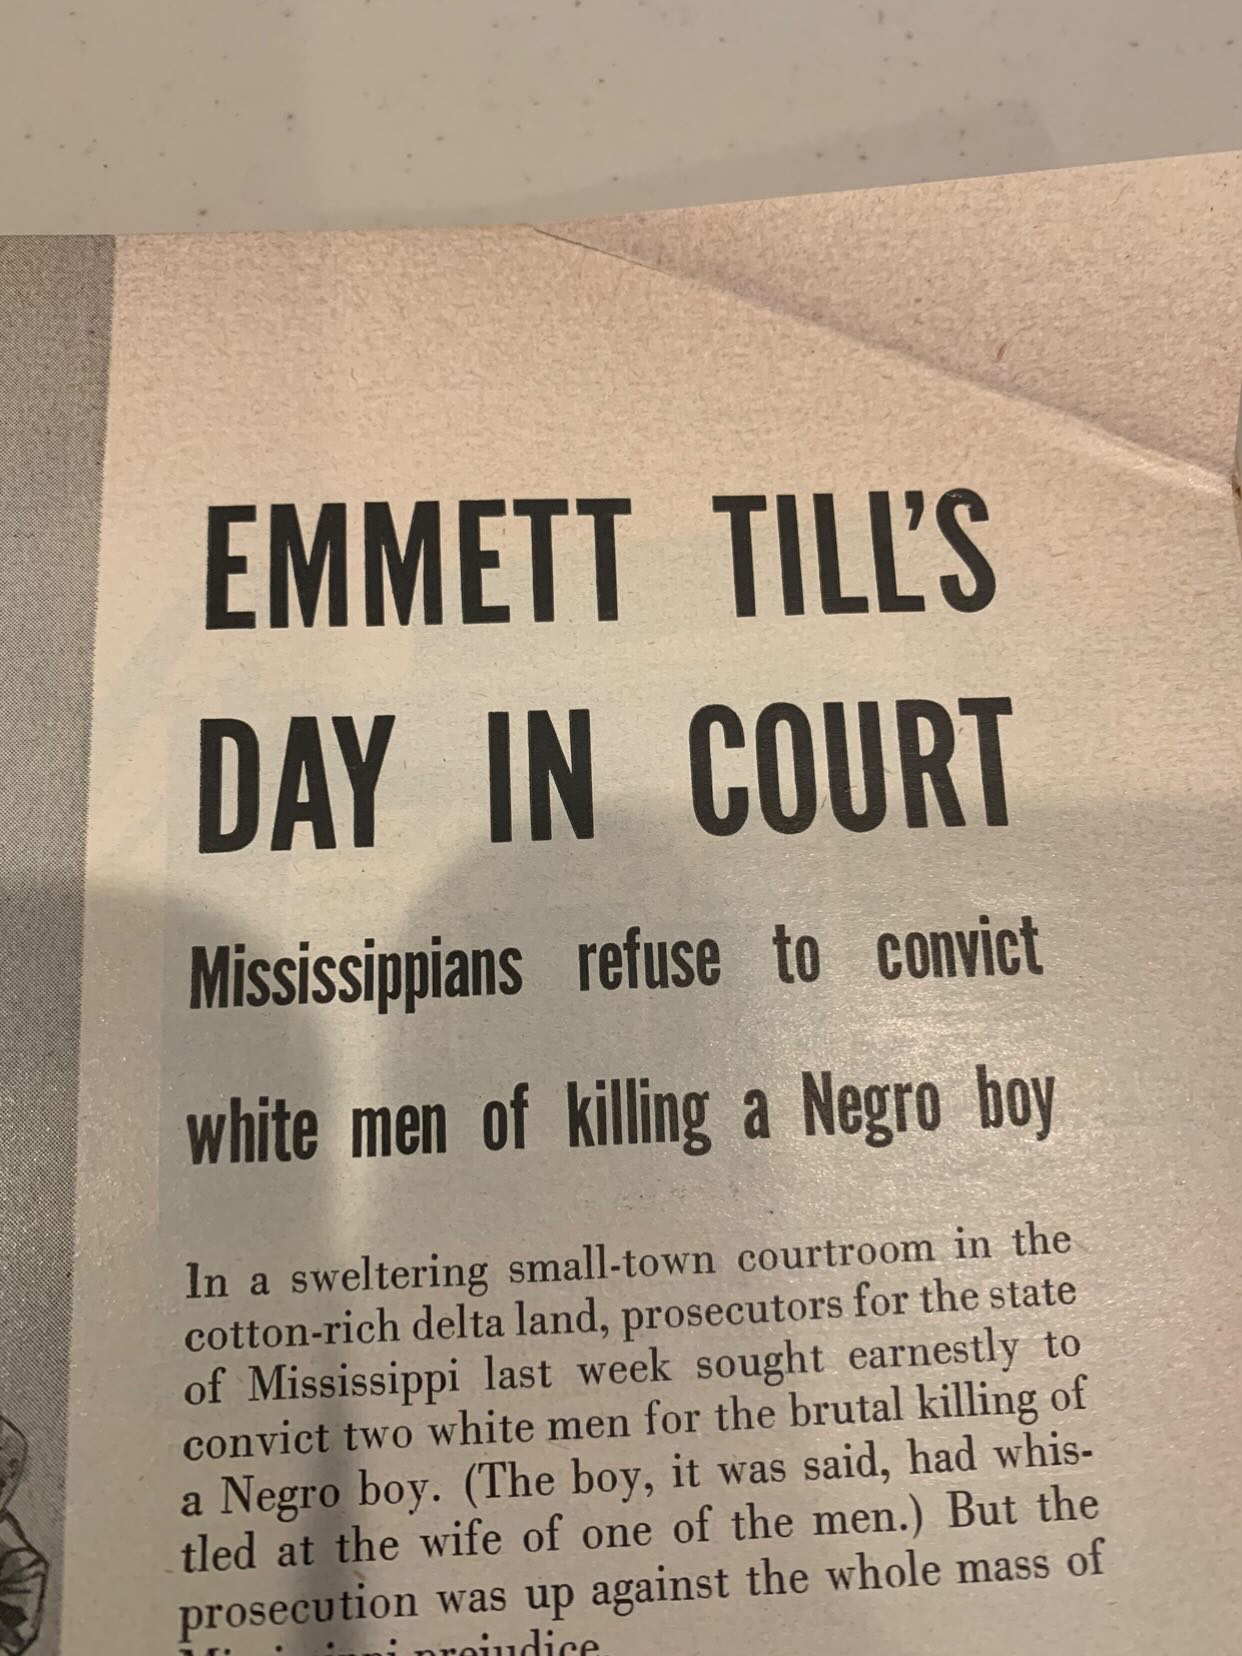 EMMETT TILL'S
DAY IN COURT
Mississippians refuse to convict
white men of killing a Negro boy
In a sweltering small-town courtroom in the
cotton-rich delta land, prosecutors for the state
of Mississippi last week sought earnestly to
convict two white men for the brutal killing of
a Negro boy. (The boy, it was said, had whis-
tled at the wife of one of the men.) But the
prosecution was up against the whole mass of
Mississippi prejudice.